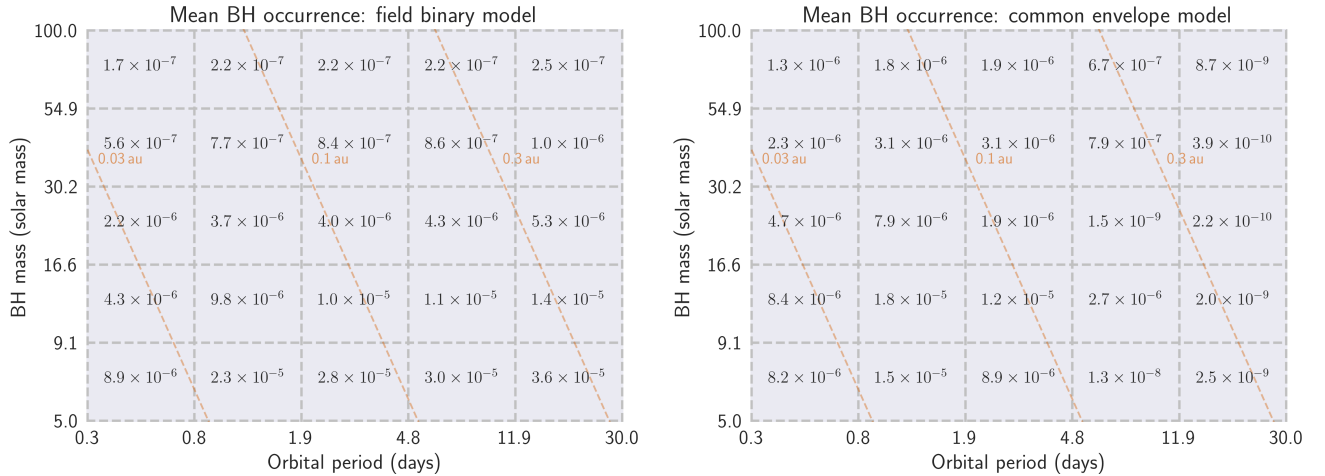 Mean BH occurrence: field binary model
100.0
1.7 × 10⁻⁷ 2.2 × 10⁻⁷ 2.2 × 10⁻⁷ 2.2 × 10⁻⁷ 2.5 × 10⁻⁷
54.9
5.6 × 10⁻⁷ 7.7 × 10⁻⁷ 8.4 × 10⁻⁷ 8.6 × 10⁻⁷ 1.0 × 10⁻⁶
0.03 au 0.1 au 0.3 au
30.2
2.2 × 10⁻⁶ 3.7 × 10⁻⁶ 4.0 × 10⁻⁶ 4.3 × 10⁻⁶ 5.3 × 10⁻⁶
16.6
4.3 × 10⁻⁶ 9.8 × 10⁻⁶ 1.0 × 10⁻⁵ 1.1 × 10⁻⁵ 1.4 × 10⁻⁵
9.1
8.9 × 10⁻⁶ 2.3 × 10⁻⁵ 2.8 × 10⁻⁵ 3.0 × 10⁻⁵ 3.6 × 10⁻⁵
5.0
0.3 0.8 1.9 4.8 11.9 30.0
Orbital period (days)
BH mass (solar mass)
Mean BH occurrence: common envelope model
100.0
1.3 × 10⁻⁶ 1.8 × 10⁻⁶ 1.9 × 10⁻⁶ 6.7 × 10⁻⁷ 8.7 × 10⁻⁹
54.9
2.3 × 10⁻⁶ 3.1 × 10⁻⁶ 3.1 × 10⁻⁶ 7.9 × 10⁻⁷ 3.9 × 10⁻¹⁰
0.03 au 0.1 au 0.3 au
30.2
4.7 × 10⁻⁶ 7.9 × 10⁻⁶ 1.9 × 10⁻⁶ 1.5 × 10⁻⁹ 2.2 × 10⁻¹⁰
16.6
8.4 × 10⁻⁶ 1.8 × 10⁻⁵ 1.2 × 10⁻⁵ 2.7 × 10⁻⁶ 2.0 × 10⁻⁹
9.1
8.2 × 10⁻⁶ 1.5 × 10⁻⁵ 8.9 × 10⁻⁶ 1.3 × 10⁻⁸ 2.5 × 10⁻⁹
5.0
0.3 0.8 1.9 4.8 11.9 30.0
Orbital period (days)
BH mass (solar mass)